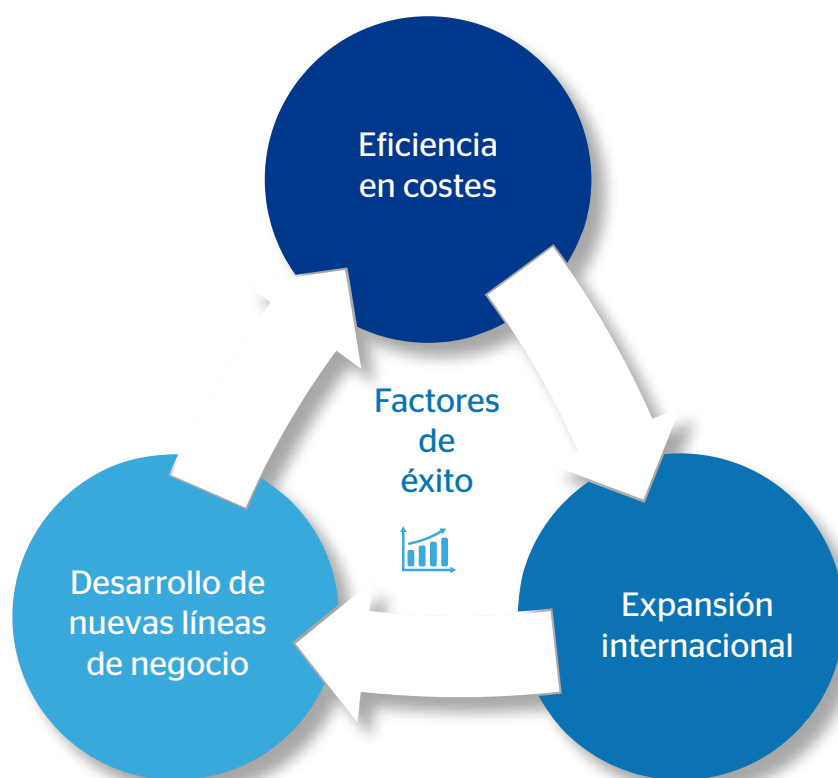 Eficiencia
en costes
Factores
de
éxito
Desarrollo de
nuevas líneas
de negocio
Expansión
internacional